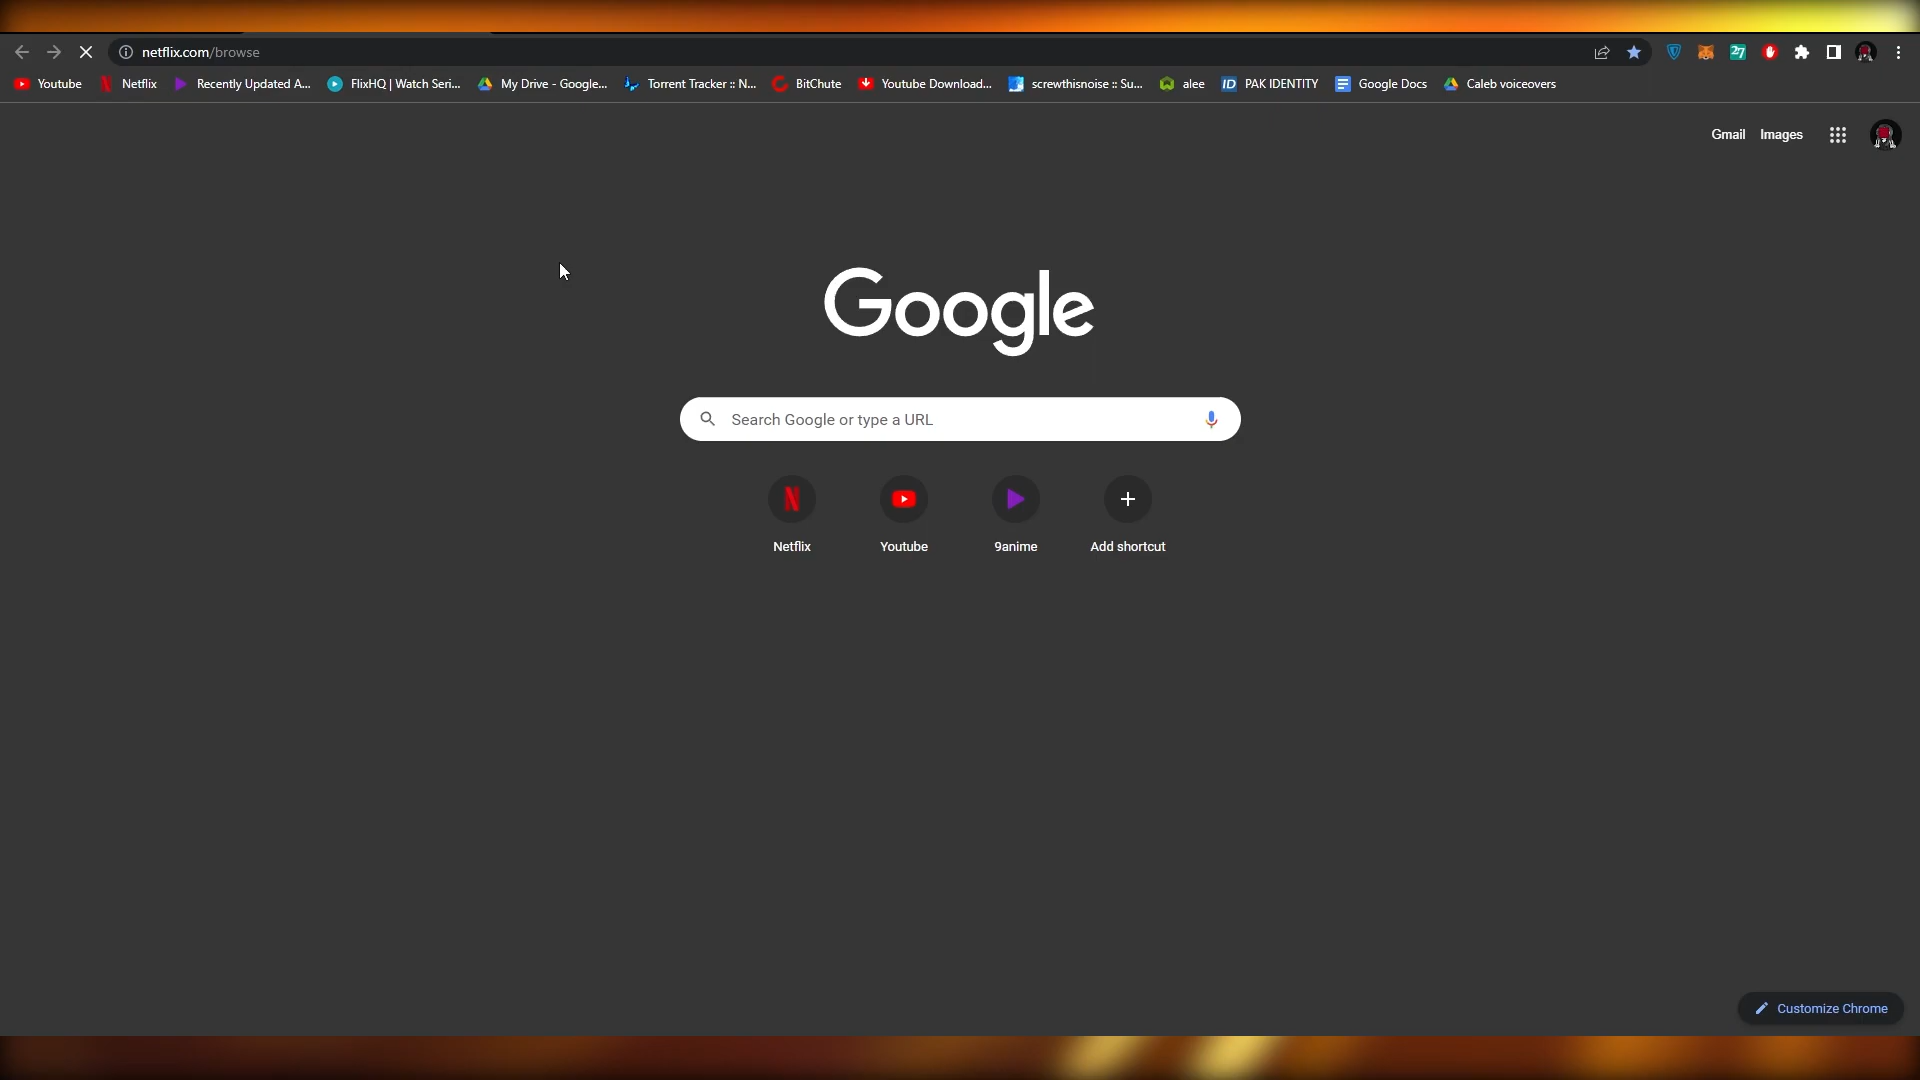 netflix.com/browse
Youtube Netflix Recently Updated A... FlixHQ | Watch Seri... My Drive - Google... Torrent Tracker :: N... BitChute Youtube Download... screwthisnoise :: Su... alee ID PAK IDENTITY Google Docs Caleb voiceovers
Gmail Images
Google
Search Google or type a URL
Netflix Youtube 9anime Add shortcut
Customize Chrome